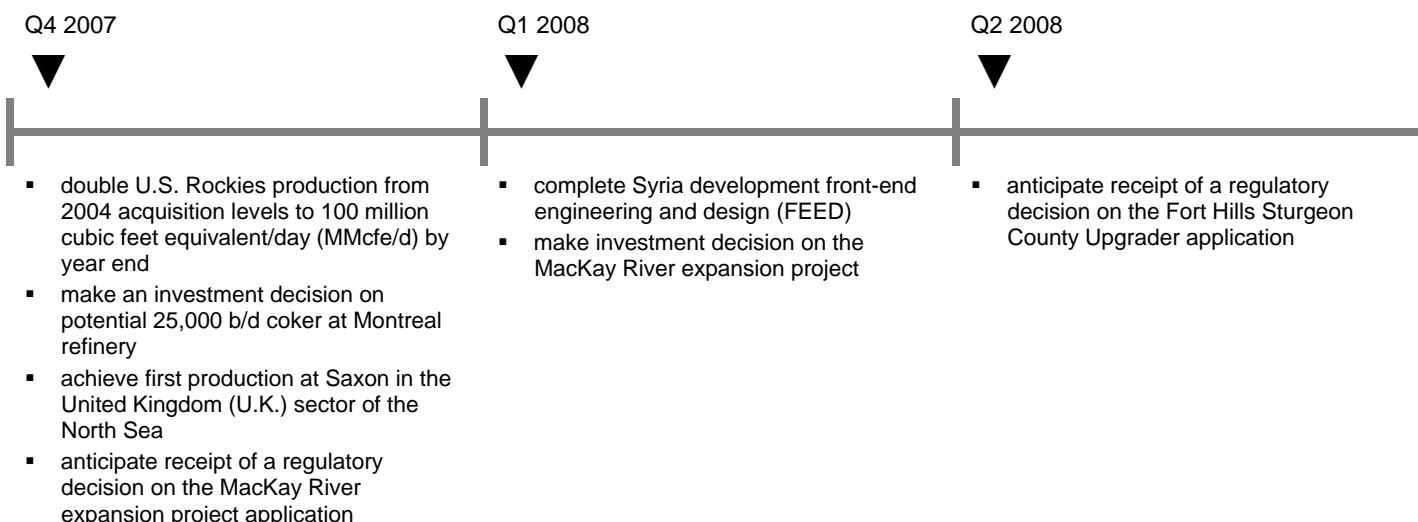 Q4 2007
Q1 2008
Q2 2008
▪ double U.S. Rockies production from
2004 acquisition levels to 100 million
cubic feet equivalent/day (MMcfe/d) by
year end
▪ make an investment decision on
potential 25,000 b/d coker at Montreal
refinery
▪ achieve first production at Saxon in the
United Kingdom (U.K.) sector of the
North Sea
▪ anticipate receipt of a regulatory
decision on the MacKay River
expansion project application
▪ complete Syria development front-end
engineering and design (FEED)
▪ make investment decision on the
MacKay River expansion project
▪ anticipate receipt of a regulatory
decision on the Fort Hills Sturgeon
County Upgrader application